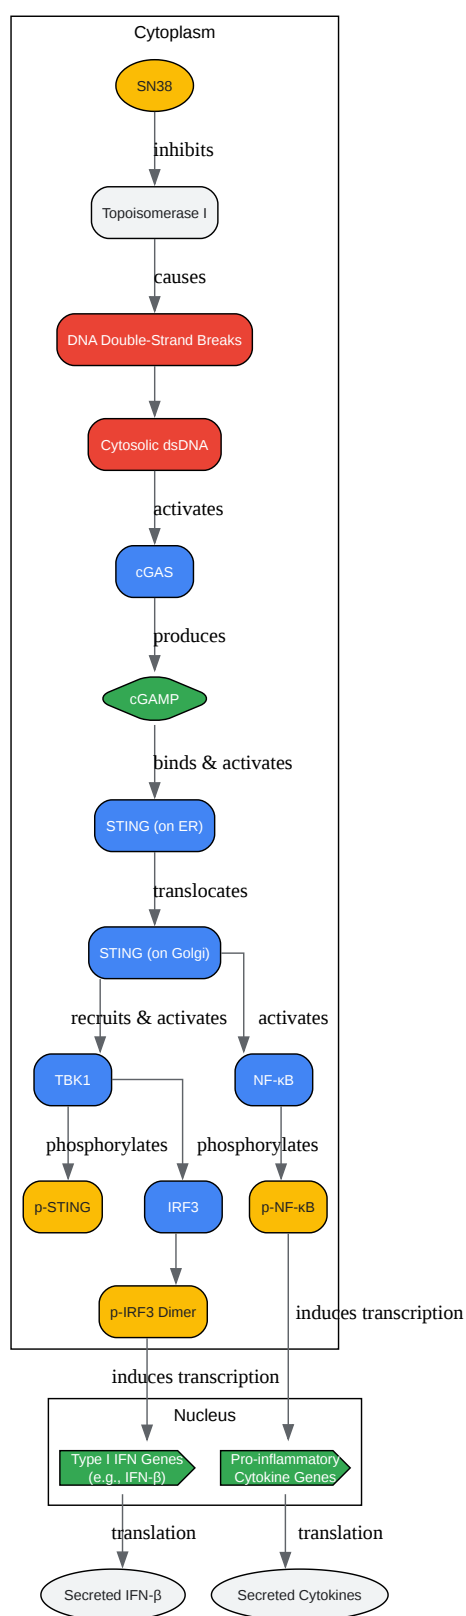 Cytoplasm
SN38
inhibits
Topoisomerase I
causes
DNA Double-Strand Breaks
Cytosolic dsDNA
activates
cGAS
produces
cGAMP
binds & activates
STING (on ER)
translocates
STING (on Golgi)
recruits & activates
activates
TBK1
NF-κB
phosphorylates
phosphorylates
p-STING
IRF3
p-NF-κB
p-IRF3 Dimer
induces transcription
induces transcription
Nucleus
Type I IFN Genes
(e.g., IFN-β)
Pro-inflammatory
Cytokine Genes
translation
translation
Secreted IFN-β
Secreted Cytokines